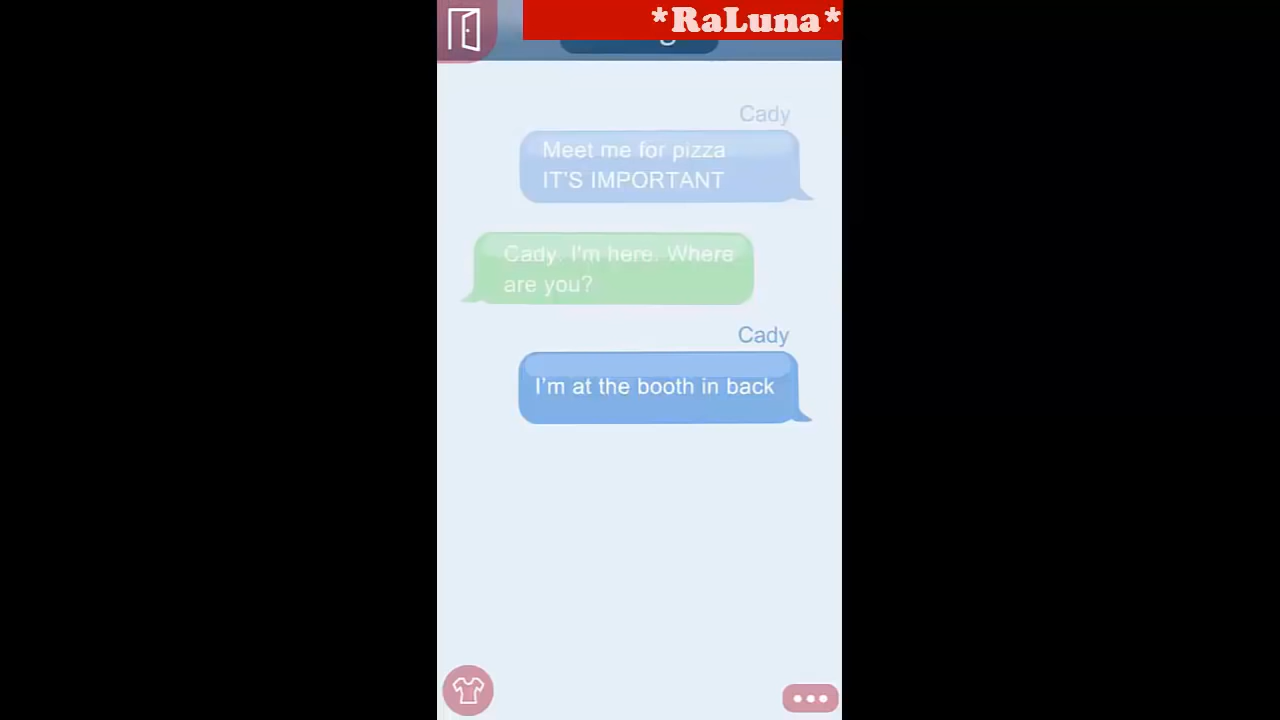 *RaLuna*
Cady
Meet me for pizza
IT'S IMPORTANT
Cady. I'm here. Where
are you?
Cady
I'm at the booth in back